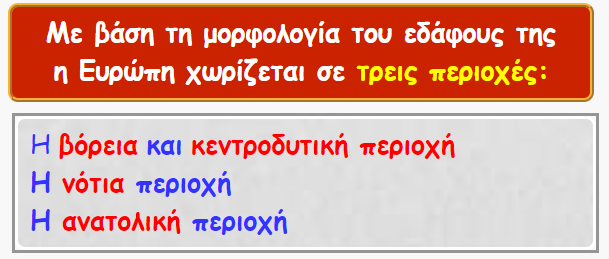 Με βάση τη μορφολογία του εδάφους της
η Ευρώπη χωρίζεται σε τρεις περιοχές:
Η βόρεια και κεντροδυτική περιοχή
Η νότια περιοχή
Η ανατολική περιοχή